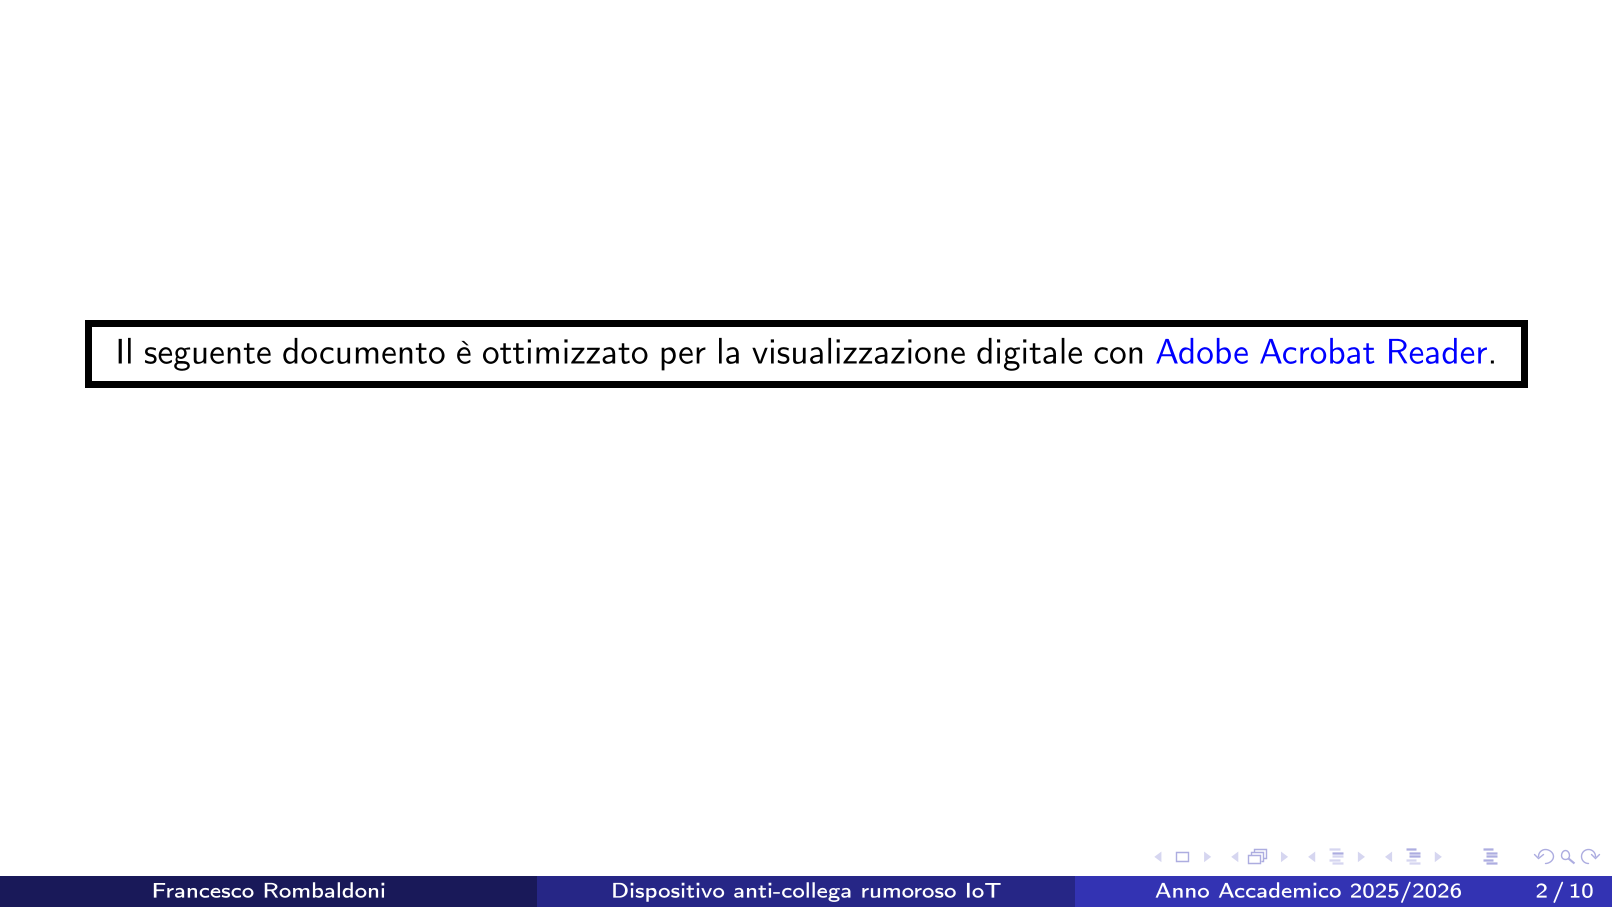 Il seguente documento è ottimizzato per la visualizzazione digitale con Adobe Acrobat Reader.
Francesco Rombaldoni
Dispositivo anti-collega rumoroso IoT
Anno Accademico 2025/2026
2 / 10